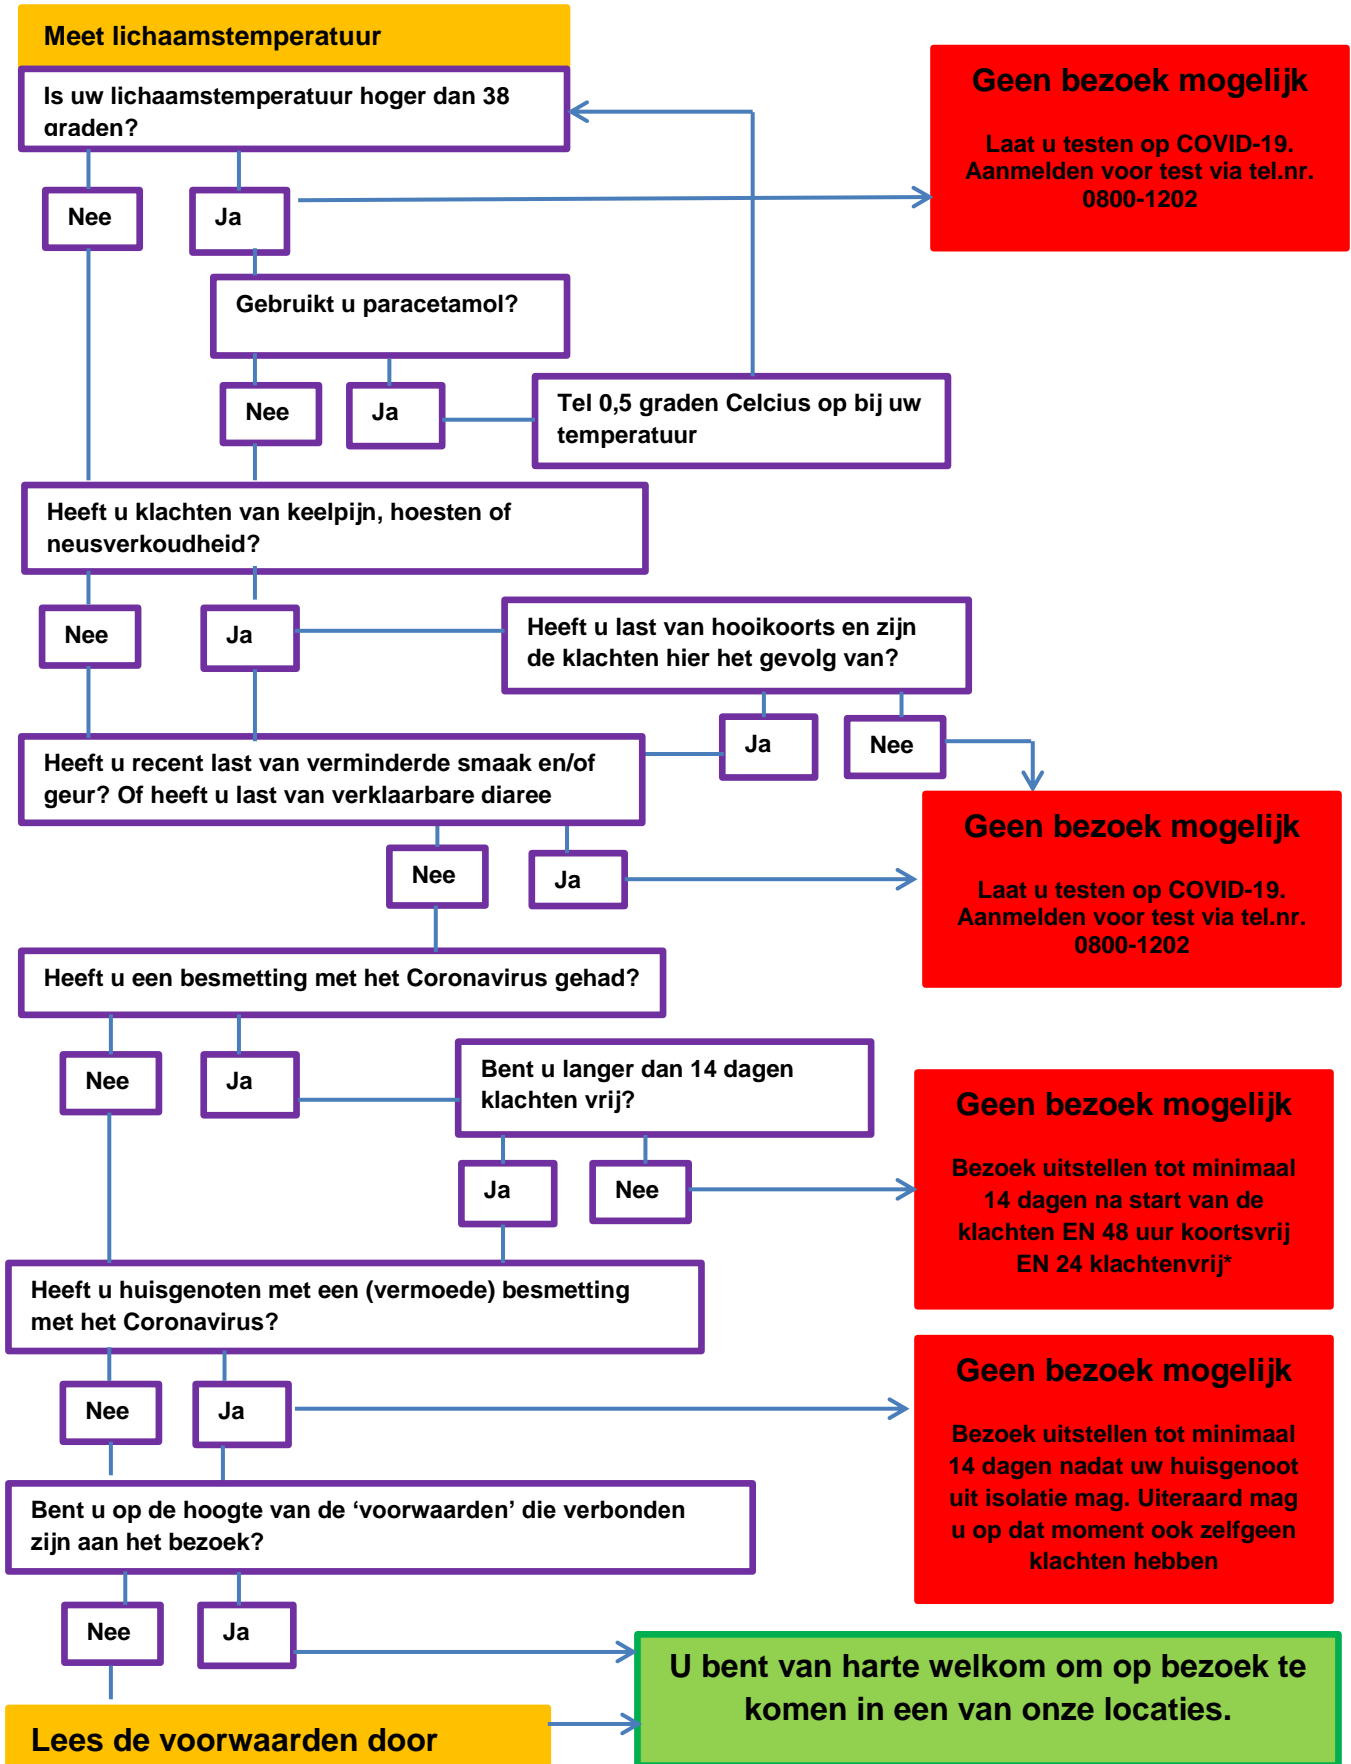 Meet lichaamstemperatuur
Is uw lichaamstemperatuur hoger dan 38
graden?
Geen bezoek mogelijk
Laat u testen op COVID-19.
Aanmelden voor test via tel.nr.
0800-1202
Nee
Ja
Gebruikt u paracetamol?
Nee
Ja
Tel 0,5 graden Celcius op bij uw
temperatuur
Heeft u klachten van keelpijn, hoesten of
neusverkoudheid?
Nee
Ja
Heeft u last van hooikoorts en zijn
de klachten hier het gevolg van?
Ja
Nee
Heeft u recent last van verminderde smaak en/of
geur? Of heeft u last van verklaarbare diaree
Geen bezoek mogelijk
Laat u testen op COVID-19.
Aanmelden voor test via tel.nr.
0800-1202
Nee
Ja
Heeft u een besmetting met het Coronavirus gehad?
Nee
Ja
Bent u langer dan 14 dagen
klachten vrij?
Ja
Nee
Geen bezoek mogelijk
Bezoek uitstellen tot minimaal
14 dagen na start van de
klachten EN 48 uur koortsvrij
EN 24 klachtenvrij*
Heeft u huisgenoten met een (vermoede) besmetting
met het Coronavirus?
Nee
Ja
Geen bezoek mogelijk
Bezoek uitstellen tot minimaal
14 dagen nadat uw huisgenoot
uit isolatie mag. Uiteraard mag
u op dat moment ook zelfgeen
klachten hebben
Bent u op de hoogte van de ‘voorwaarden’ die verbonden
zijn aan het bezoek?
Nee
Ja
U bent van harte welkom om op bezoek te
komen in een van onze locaties.
Lees de voorwaarden door